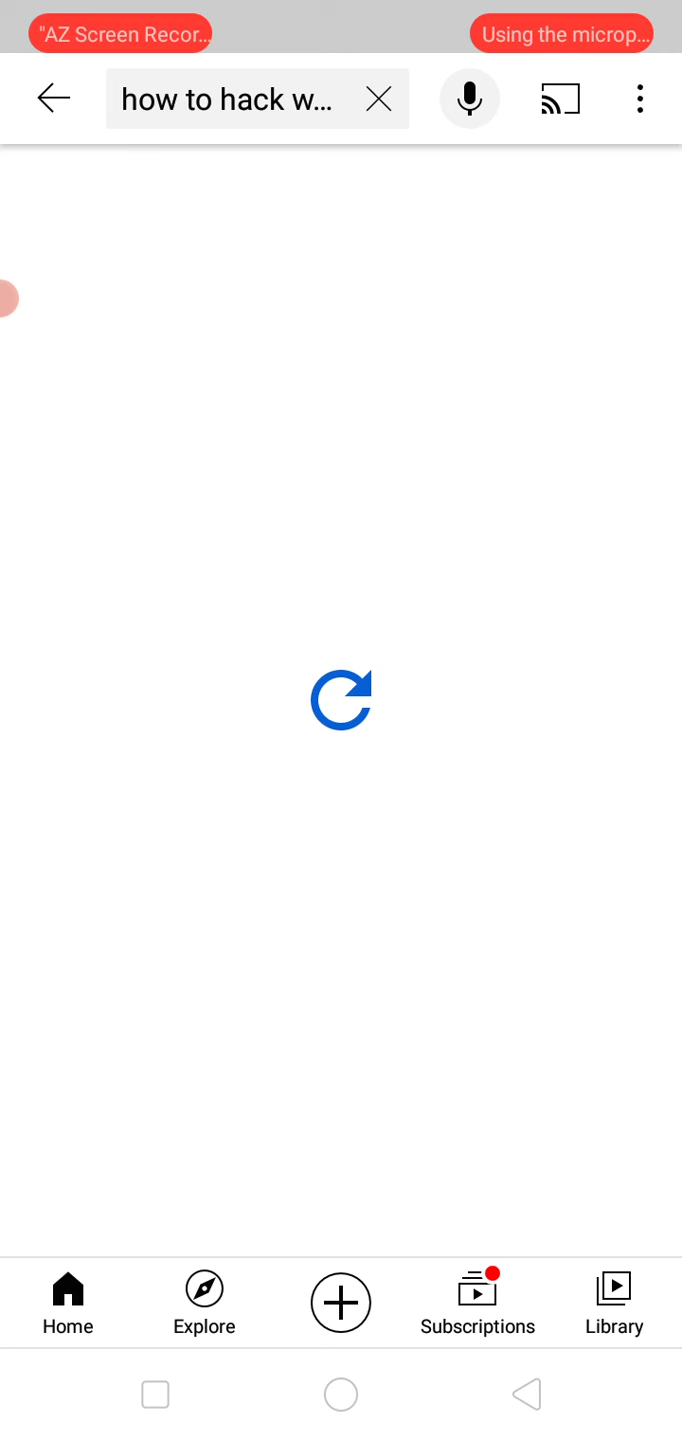 "AZ Screen Recor... Using the microp...
how to hack w...
Home Explore Subscriptions Library